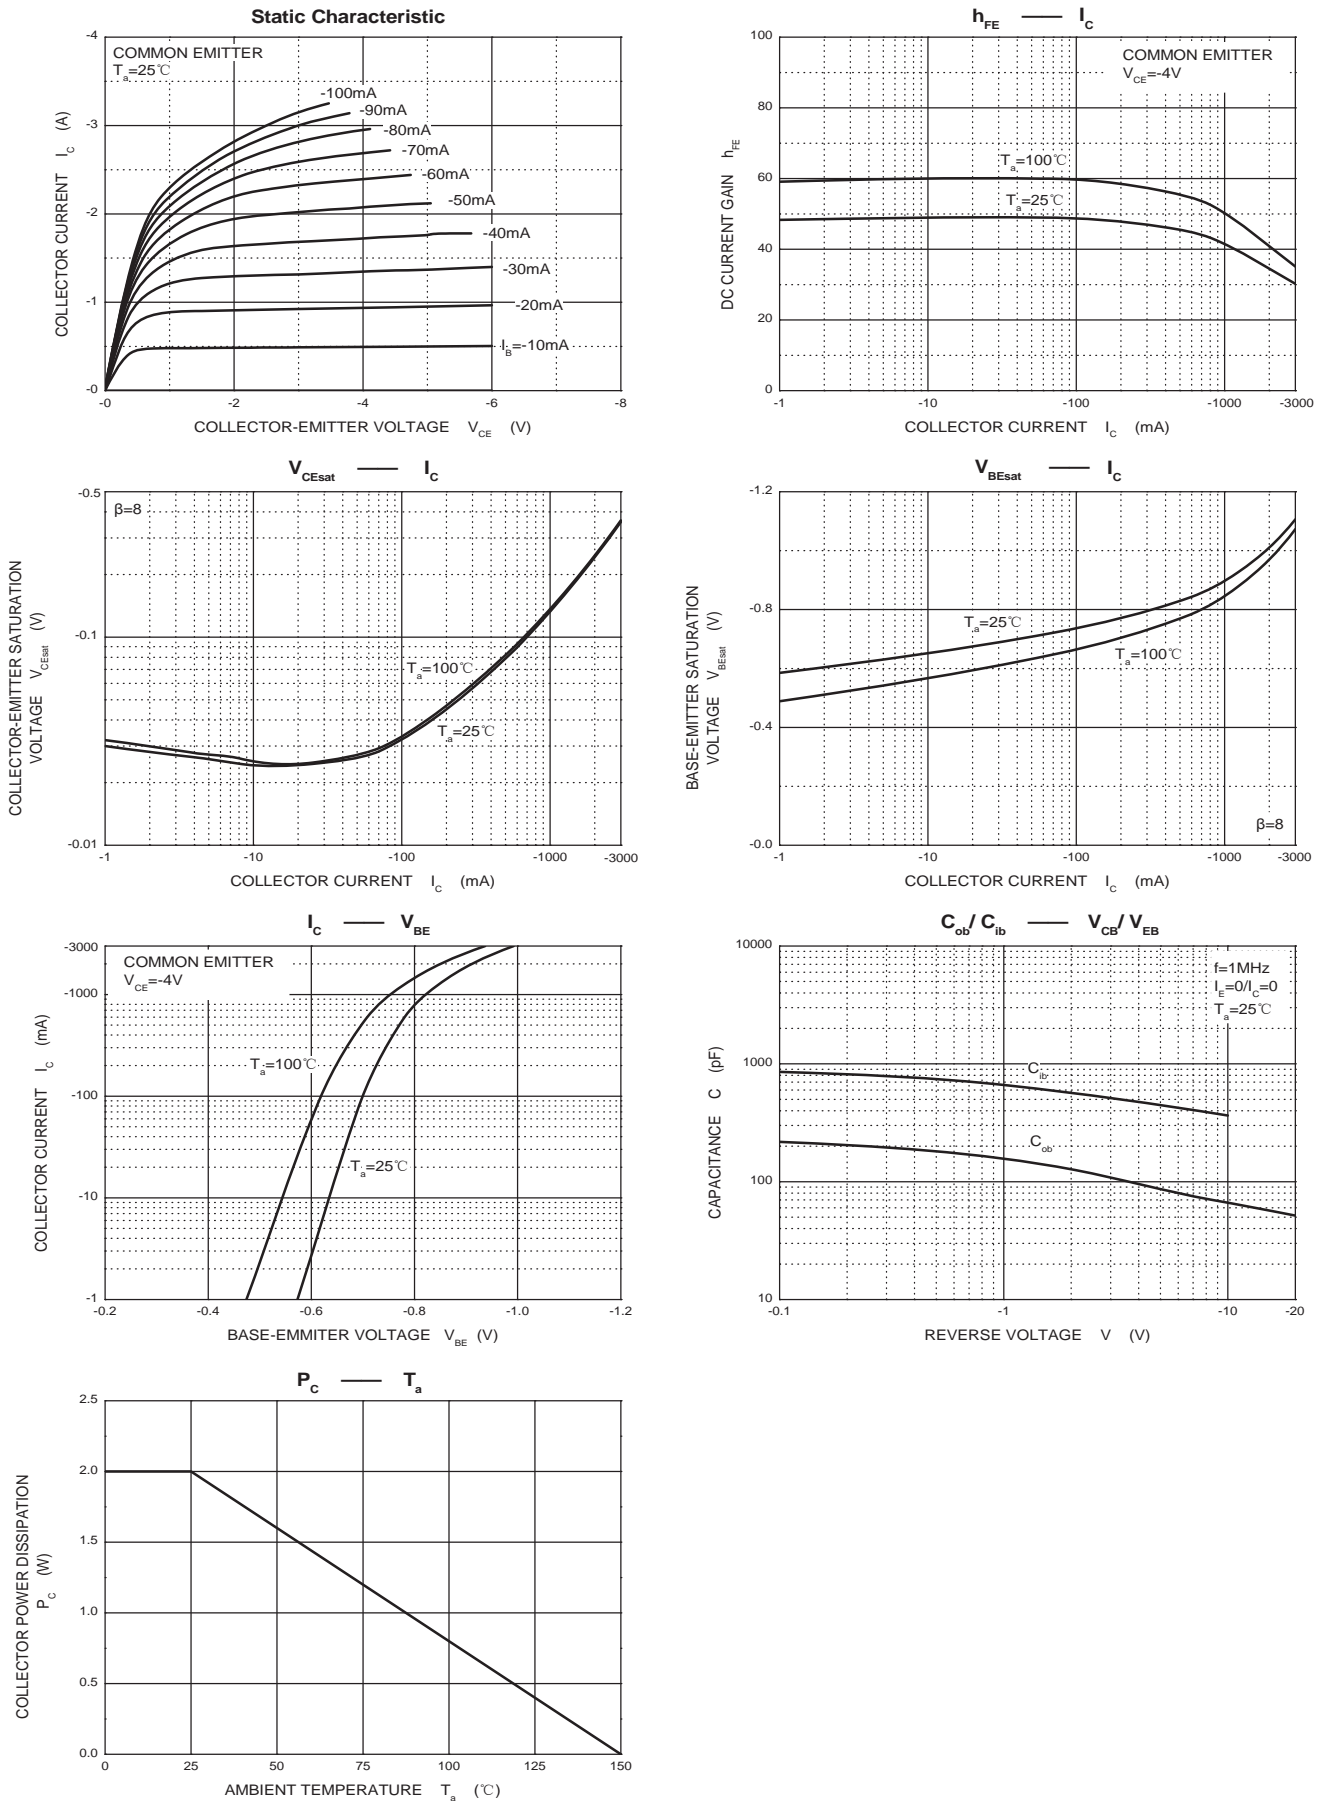 Static Characteristic
COMMON EMITTER
Ta=25℃
-100mA
-90mA
-80mA
-70mA
-60mA
-50mA
-40mA
-30mA
-20mA
IB=-10mA
-4
-3
-2
-1
-0
-0 -2 -4 -6 -8
COLLECTOR CURRENT IC (A)
COLLECTOR-EMITTER VOLTAGE VCE (V)
hFE —— IC
COMMON EMITTER
VCE=-4V
Ta=100℃
Ta=25℃
100
80
60
40
20
0
-1 -10 -100 -1000 -3000
DC CURRENT GAIN hFE
COLLECTOR CURRENT IC (mA)
VCEsat —— IC
β=8
Ta=100℃
Ta=25℃
-0.5
-0.1
-0.01
-1 -10 -100 -1000 -3000
COLLECTOR-EMITTER SATURATION
VOLTAGE VCEsat (V)
COLLECTOR CURRENT IC (mA)
VBEsat —— IC
Ta=25℃
Ta=100℃
β=8
-1.2
-0.8
-0.4
-0.0
-1 -10 -100 -1000 -3000
BASE-EMITTER SATURATION
VOLTAGE VBEsat (V)
COLLECTOR CURRENT IC (mA)
IC —— VBE
COMMON EMITTER
VCE=-4V
Ta=100℃
Ta=25℃
-3000
-1000
-100
-10
-1
-0.2 -0.4 -0.6 -0.8 -1.0 -1.2
COLLECTOR CURRENT IC (mA)
BASE-EMMITER VOLTAGE VBE (V)
Cob/ Cib —— VCB/ VEB
f=1MHz
IE=0/IC=0
Ta=25℃
Cib
Cob
10000
1000
100
10
-0.1 -1 -10 -20
CAPACITANCE C (pF)
REVERSE VOLTAGE V (V)
PC —— Ta
2.5
2.0
1.5
1.0
0.5
0.0
0 25 50 75 100 125 150
COLLECTOR POWER DISSIPATION
PC (W)
AMBIENT TEMPERATURE Ta (℃)